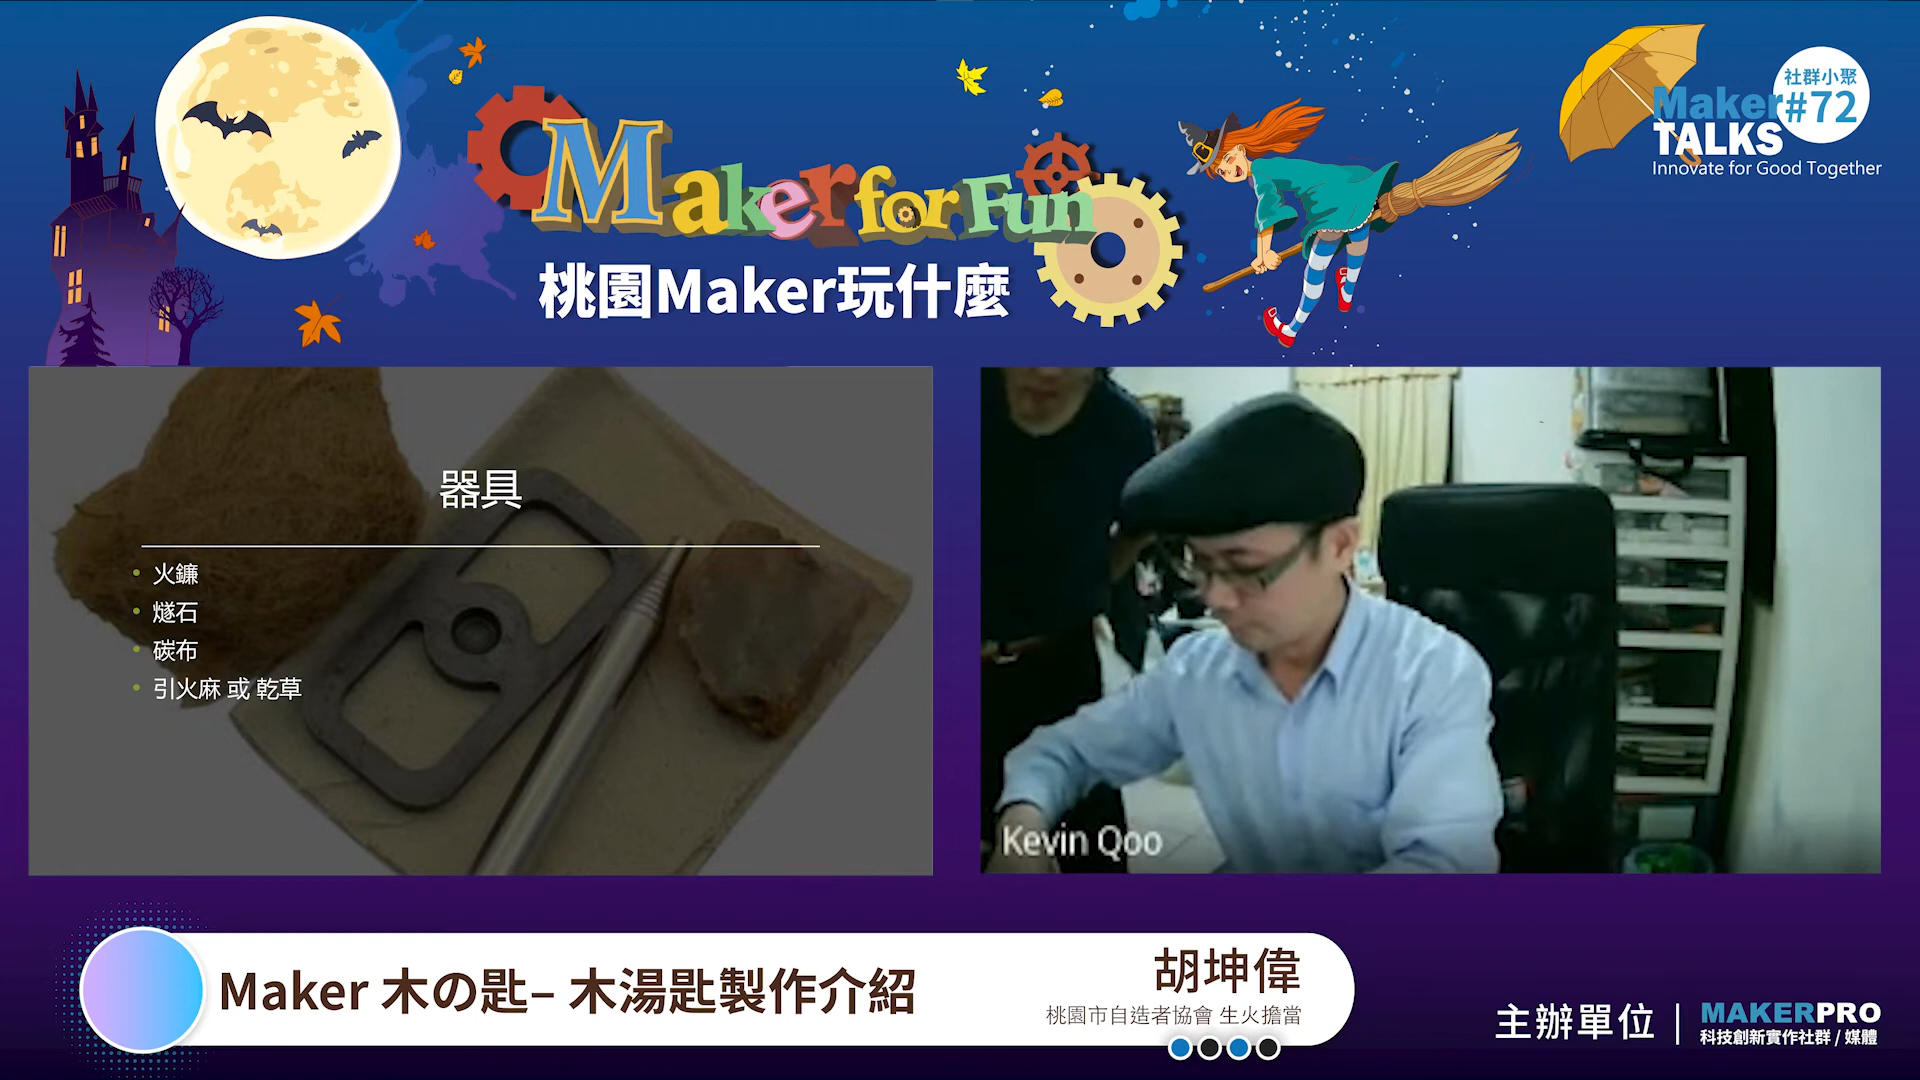 Maker for Fun
桃園Maker玩什麼
社群小聚
#72
Maker
TALKS
Innovate for Good Together
器具
火鐮
燧石
碳布
引火麻 或 乾草
Kevin Qoo
Maker 木の匙– 木湯匙製作介紹
胡坤偉
桃園市自造者協會 生火擔當
主辦單位 | MAKERPRO
科技創新實作社群 / 媒體